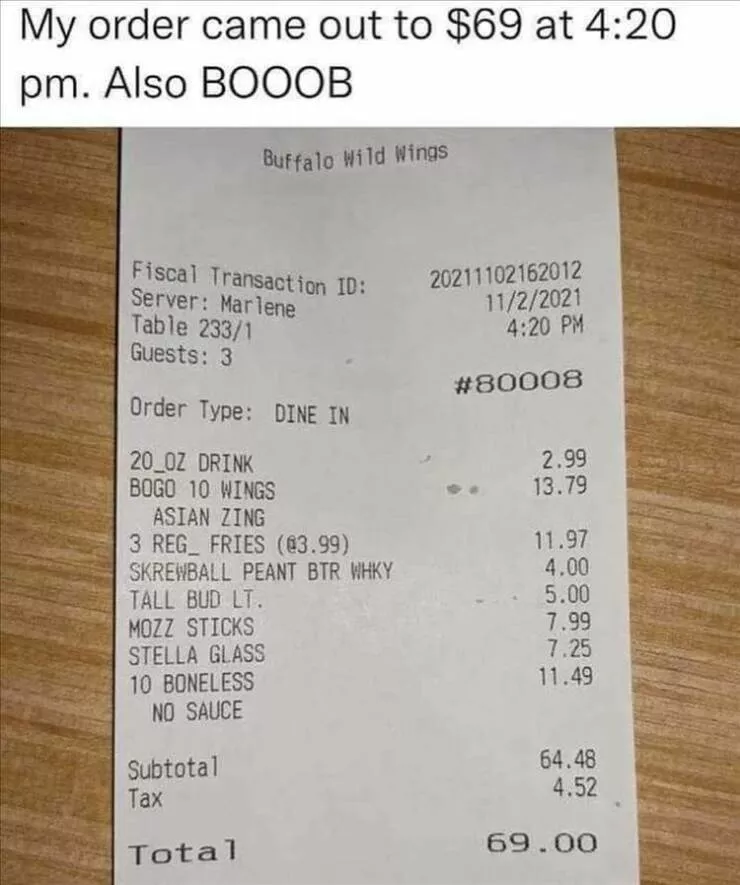 My order came out to $69 at 4:20
pm. Also BOOOB
Buffalo Wild Wings
Fiscal Transaction ID: 20211102162012
Server: Marlene 11/2/2021
Table 233/1 4:20 PM
Guests: 3
#80008
Order Type: DINE IN
20_OZ DRINK 2.99
BOGO 10 WINGS 13.79
ASIAN ZING
3 REG_ FRIES (@3.99) 11.97
SKREWBALL PEANT BTR WHKY 4.00
TALL BUD LT. 5.00
MOZZ STICKS 7.99
STELLA GLASS 7.25
10 BONELESS 11.49
NO SAUCE
Subtotal 64.48
Tax 4.52
Total 69.00